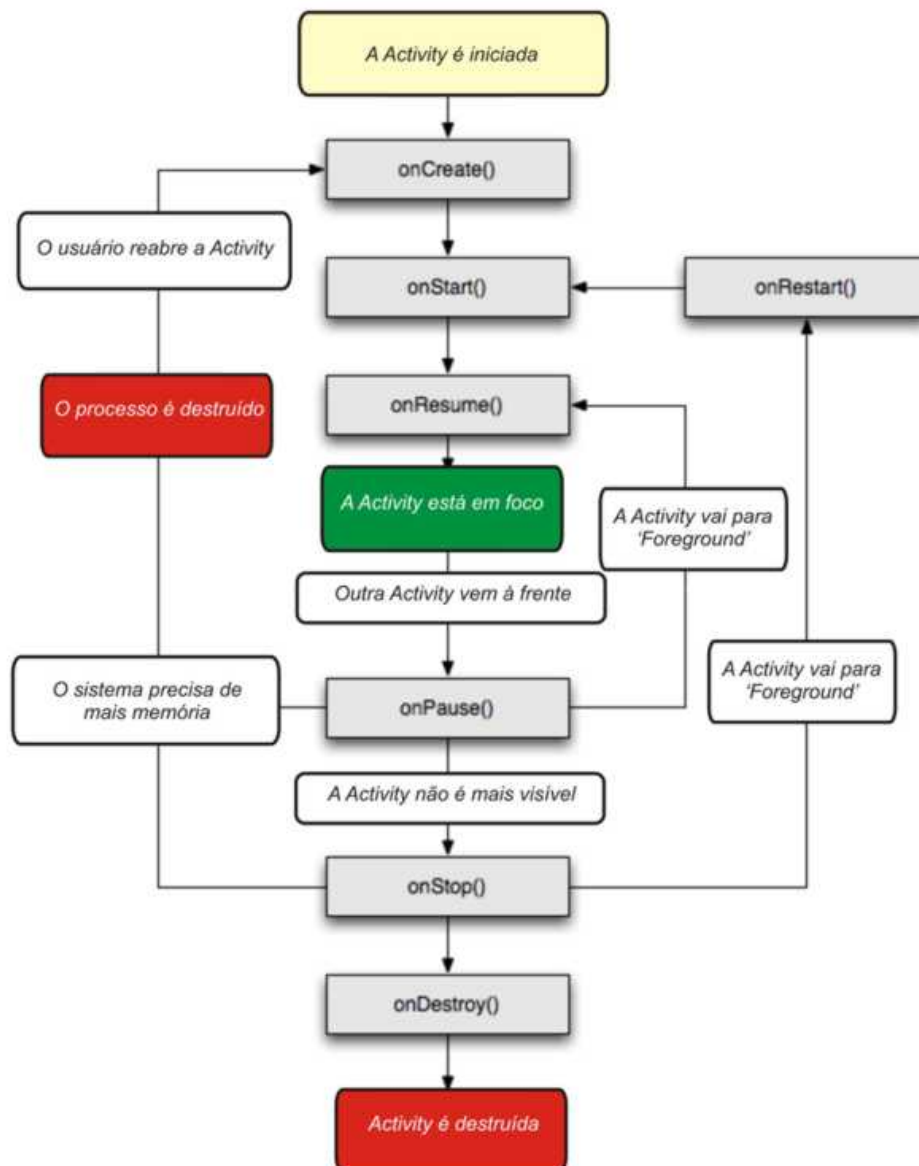 A Activity é iniciada
onCreate()
O usuário reabre a Activity
onStart()
onRestart()
O processo é destruído
onResume()
A Activity está em foco
A Activity vai para
‘Foreground’
Outra Activity vem à frente
O sistema precisa de
mais memória
onPause()
A Activity vai para
‘Foreground’
A Activity não é mais visível
onStop()
onDestroy()
Activity é destruída